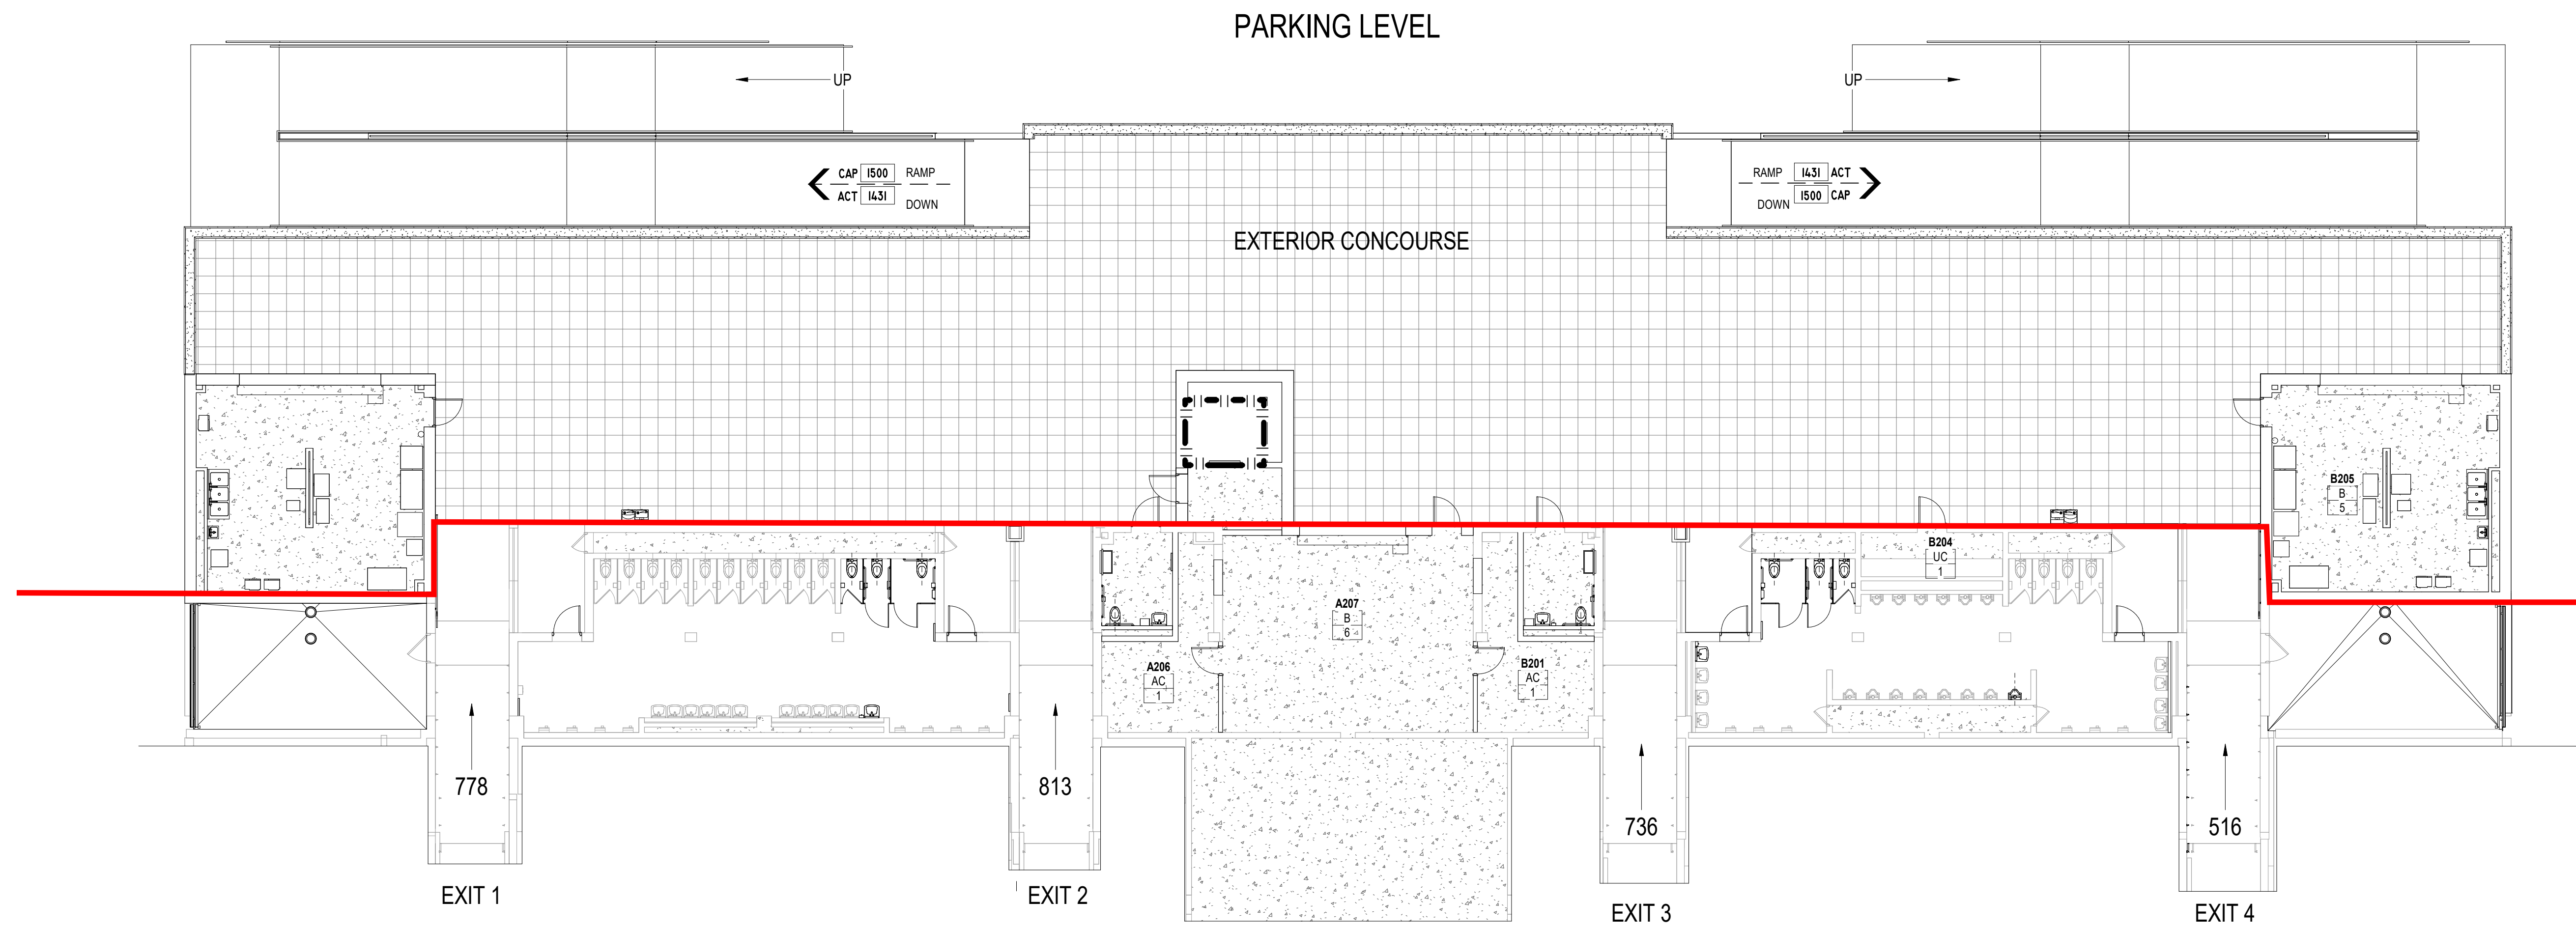 PARKING LEVEL
UP
UP
CAP 1500 RAMP
ACT 1431
DOWN
RAMP 1431 ACT
1500 CAP
DOWN
EXTERIOR CONCOURSE
B205
B
5
B204
UC
1
A207
B
6
A206
AC
1
B201
AC
1
778
813
736
516
EXIT 1
EXIT 2
EXIT 3
EXIT 4